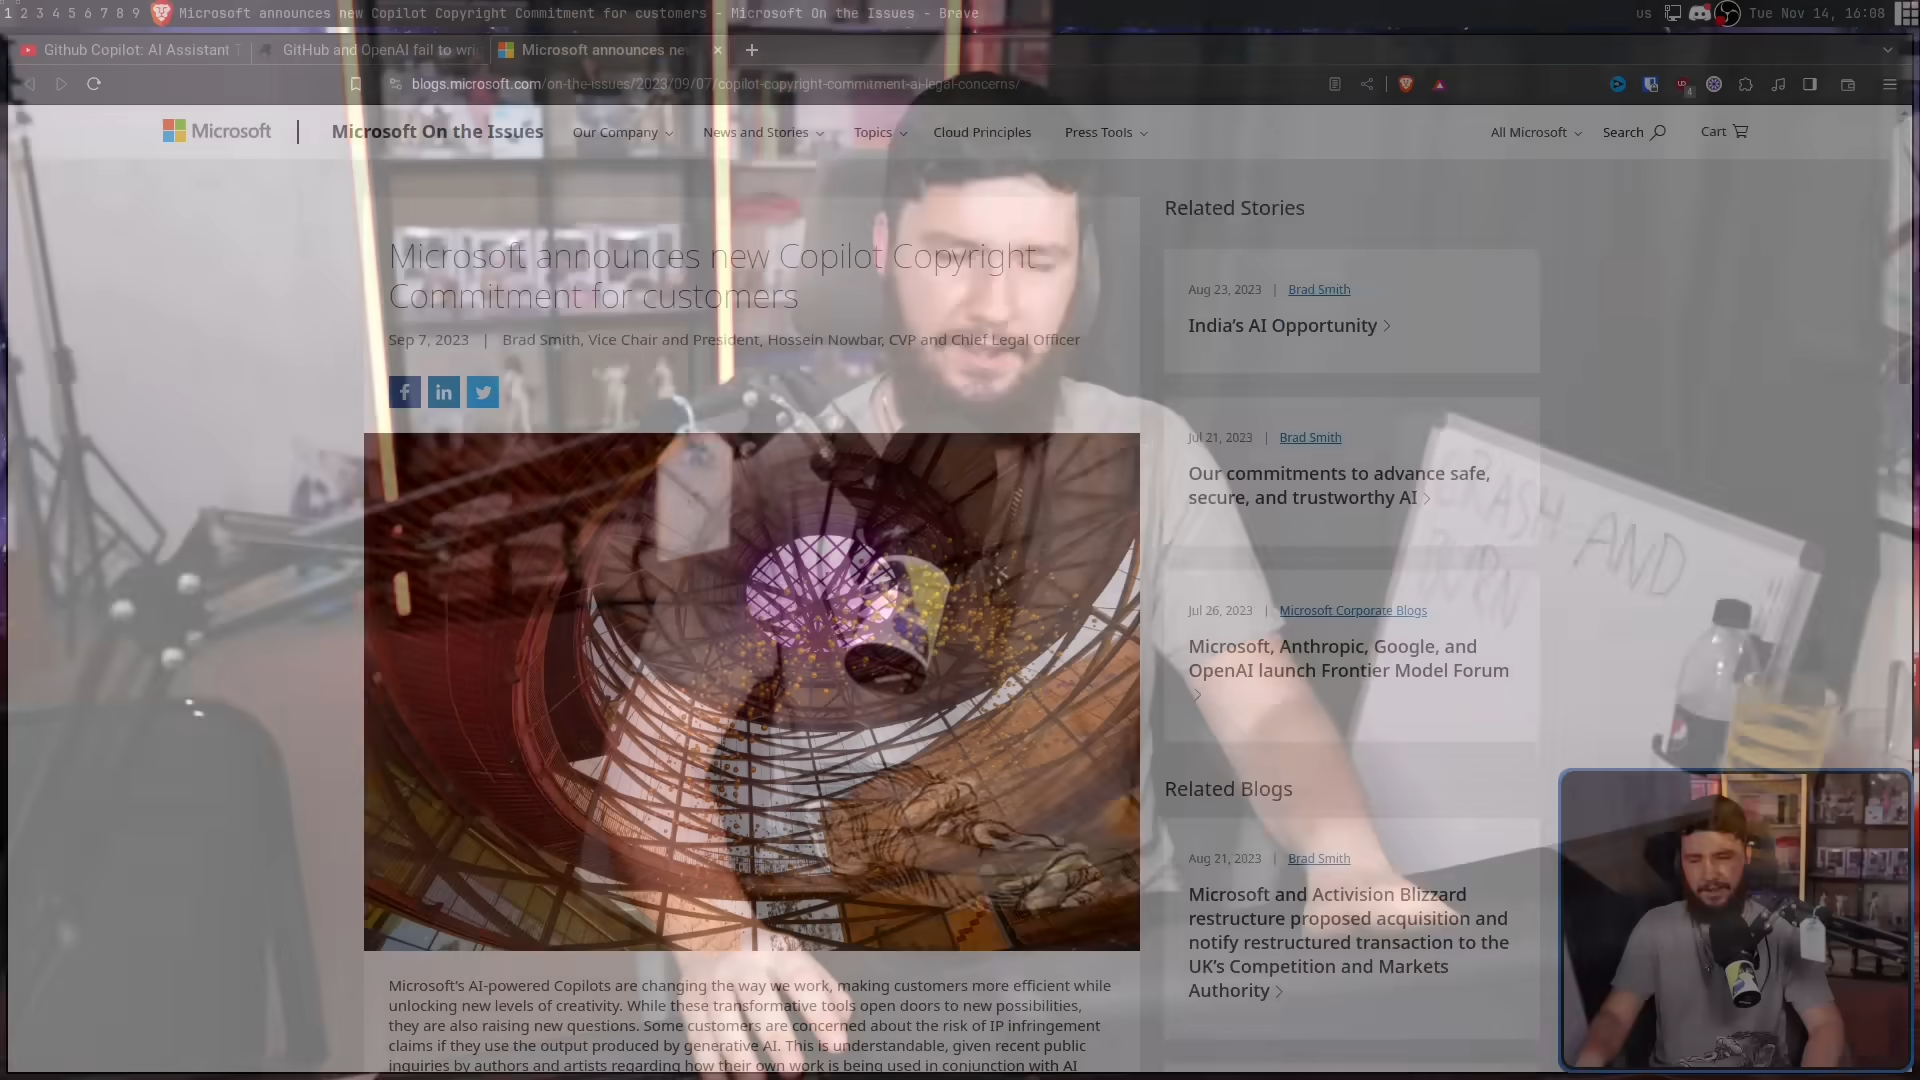 1 2 3 4 5 6 7 8 9 Microsoft announces new Copilot Copyright Commitment for customers - Microsoft On the Issues - Brave
us Tue Nov 14, 16:08
Github Copilot: AI Assistant
GitHub and OpenAI fail to wri
Microsoft announces ne
blogs.microsoft.com/on-the-issues/2023/09/07/copilot-copyright-commitment-ai-legal-concerns/
4
Microsoft | Microsoft On the Issues Our Company News and Stories Topics Cloud Principles Press Tools All Microsoft Search Cart
Microsoft announces new Copilot Copyright
Commitment for customers
Sep 7, 2023 | Brad Smith, Vice Chair and President, Hossein Nowbar, CVP and Chief Legal Officer
Microsoft’s AI-powered Copilots are changing the way we work, making customers more efficient while
unlocking new levels of creativity. While these transformative tools open doors to new possibilities,
they are also raising new questions. Some customers are concerned about the risk of IP infringement
claims if they use the output produced by generative AI. This is understandable, given recent public
inquiries by authors and artists regarding how their own work is being used in conjunction with AI
Related Stories
Aug 23, 2023 | Brad Smith
India’s AI Opportunity
Jul 21, 2023 | Brad Smith
Our commitments to advance safe,
secure, and trustworthy AI
Jul 26, 2023 | Microsoft Corporate Blogs
Microsoft, Anthropic, Google, and
OpenAI launch Frontier Model Forum
Related Blogs
Aug 21, 2023 | Brad Smith
Microsoft and Activision Blizzard
restructure proposed acquisition and
notify restructured transaction to the
UK’s Competition and Markets
Authority
CRASH AND
BURN